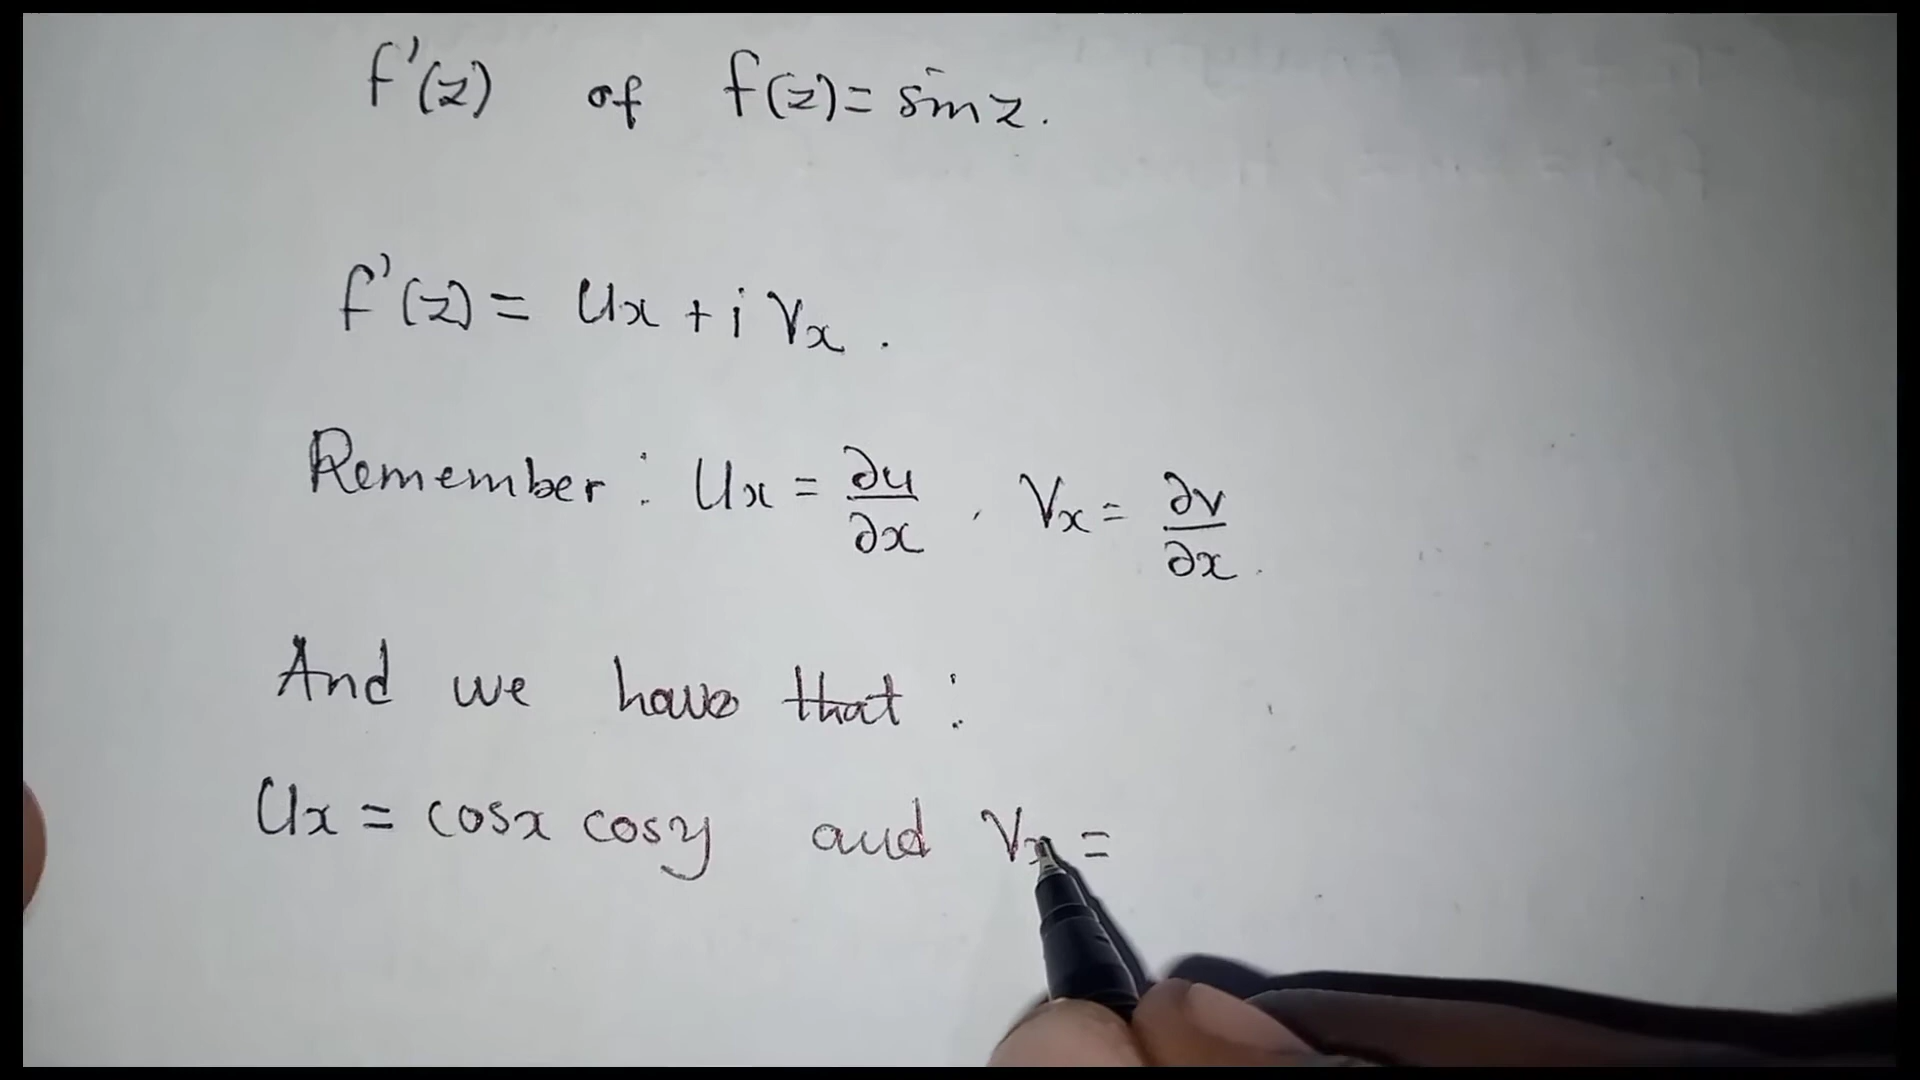 f'(z) of f(z) = sin z.
f'(z) = Ux + i Vx .
Remember : Ux = ∂u/∂x , Vx = ∂v/∂x .
And we have that :
Ux = cosx cosy and Vx =